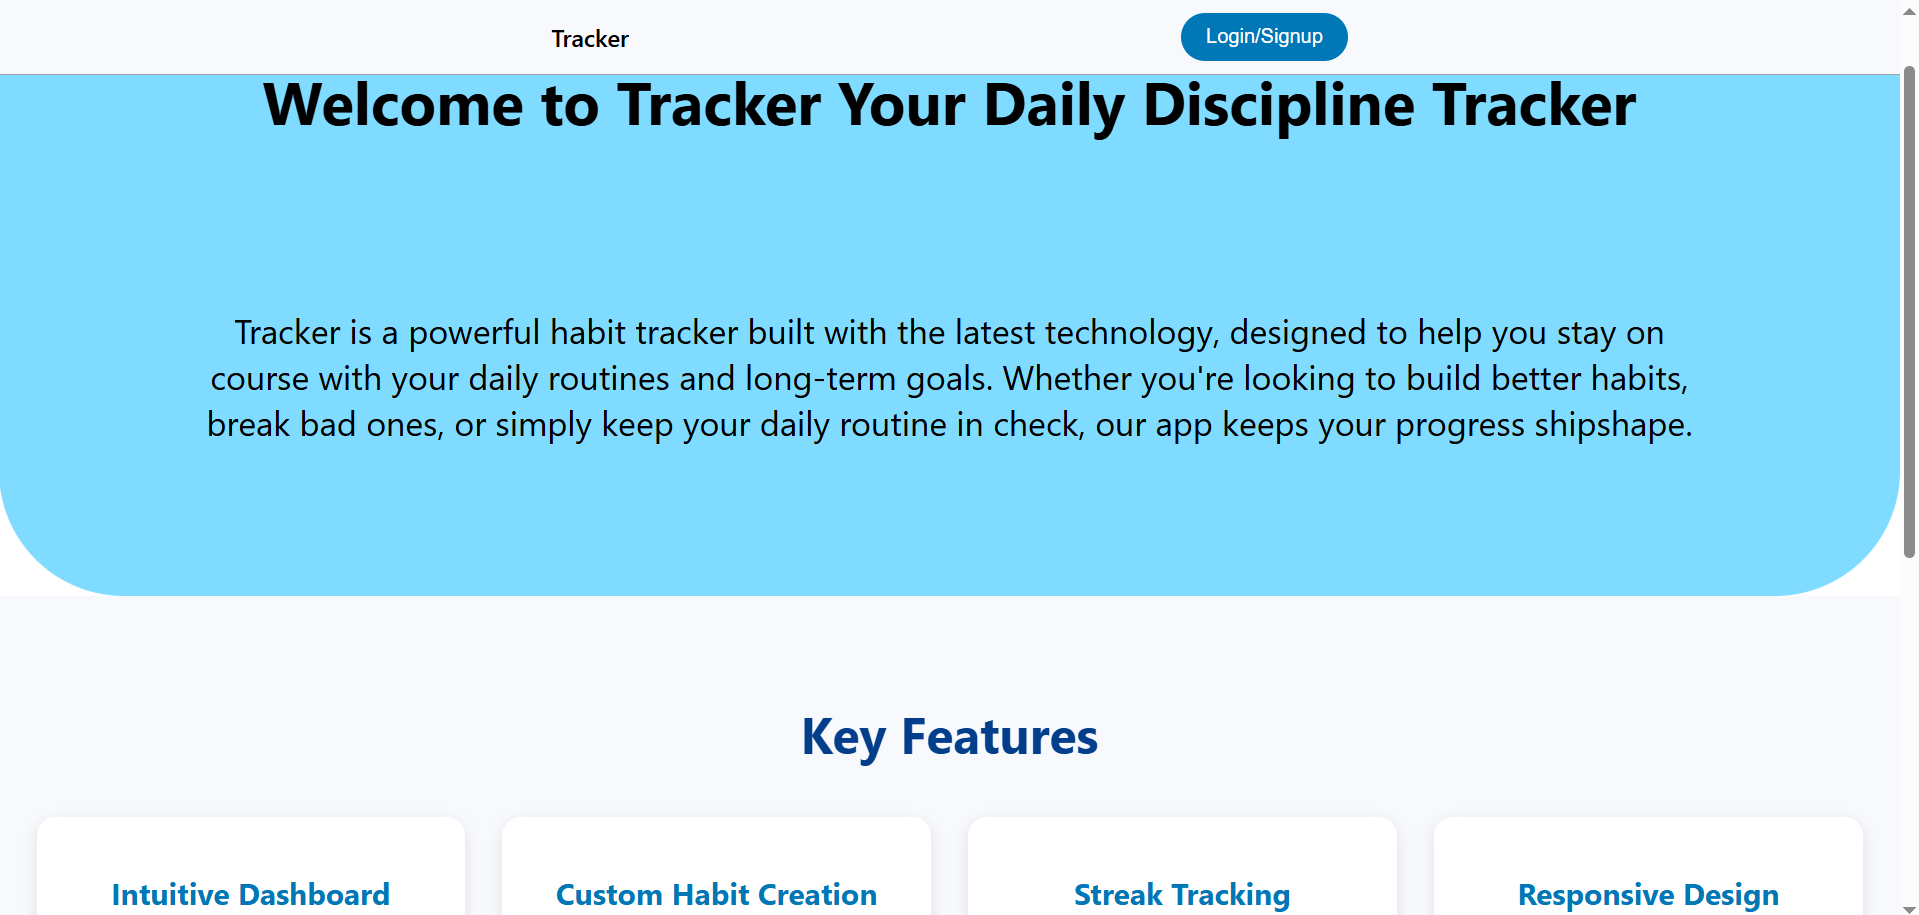 Tracker
Login/Signup
Welcome to Tracker Your Daily Discipline Tracker
Tracker is a powerful habit tracker built with the latest technology, designed to help you stay on
course with your daily routines and long-term goals. Whether you're looking to build better habits,
break bad ones, or simply keep your daily routine in check, our app keeps your progress shipshape.
Key Features
Intuitive Dashboard
Custom Habit Creation
Streak Tracking
Responsive Design